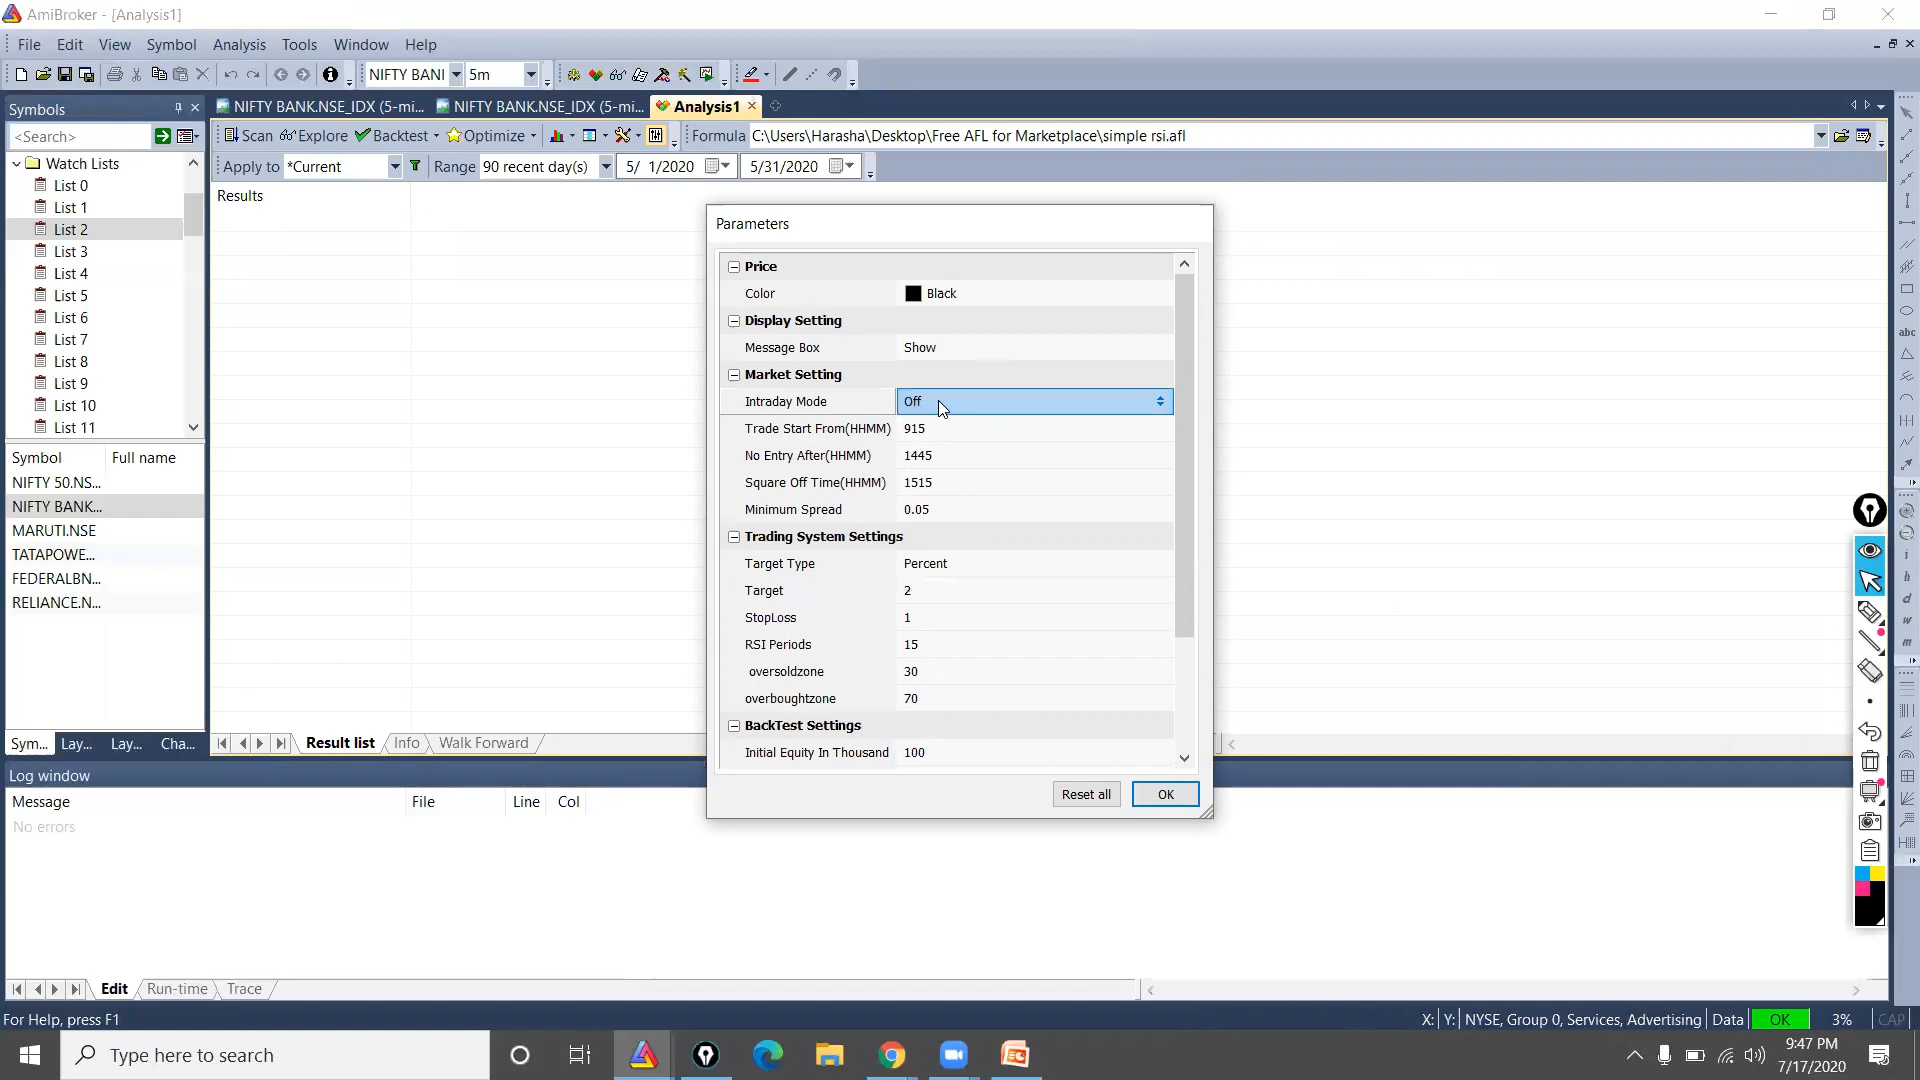 AmiBroker - [Analysis1]
File Edit View Symbol Analysis Tools Window Help
NIFTY BANI 5m
Symbols
NIFTY BANK.NSE_IDX (5-mi... NIFTY BANK.NSE_IDX (5-mi... Analysis1
<Search>
Scan Explore Backtest Optimize Formula C:\Users\Harasha\Desktop\Free AFL for Marketplace\simple rsi.afl
Apply to *Current Range 90 recent day(s) 5/ 1/2020 5/31/2020
Watch Lists
List 0
List 1
List 2
List 3
List 4
List 5
List 6
List 7
List 8
List 9
List 10
List 11
Results
Symbol Full name
NIFTY 50.NS...
NIFTY BANK...
MARUTI.NSE
TATAPOWE...
FEDERALBN...
RELIANCE.N...
Sym... Lay... Lay... Cha...
Parameters
Price
Color Black
Display Setting
Message Box Show
Market Setting
Intraday Mode Off
Trade Start From(HHMM) 915
No Entry After(HHMM) 1445
Square Off Time(HHMM) 1515
Minimum Spread 0.05
Trading System Settings
Target Type Percent
Target 2
StopLoss 1
RSI Periods 15
oversoldzone 30
overboughtzone 70
BackTest Settings
Initial Equity In Thousand 100
Reset all OK
Result list Info Walk Forward
Log window
Message File Line Col
No errors
Edit Run-time Trace
abc
i
h
d
w
m
For Help, press F1
X: Y: NYSE, Group 0, Services, Advertising Data OK 3% CAP
Type here to search
9:47 PM
7/17/2020